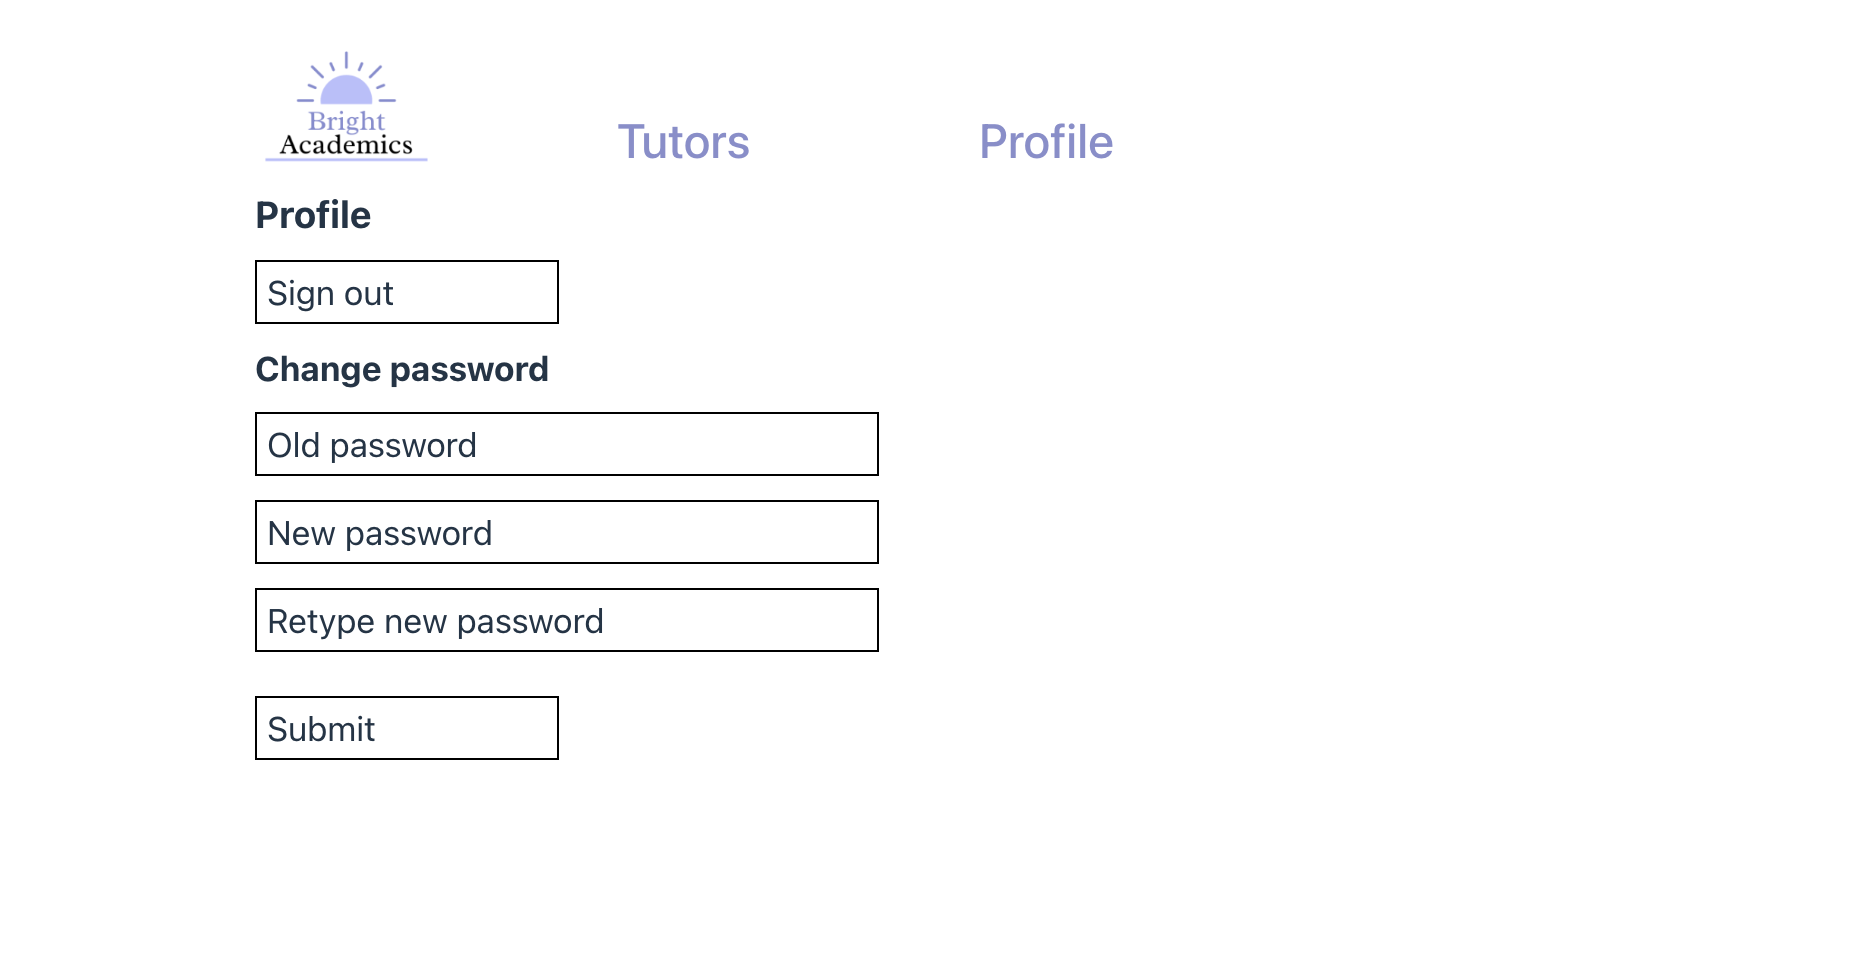 Bright
Academics
Tutors
Profile
Profile
Sign out
Change password
Old password
New password
Retype new password
Submit